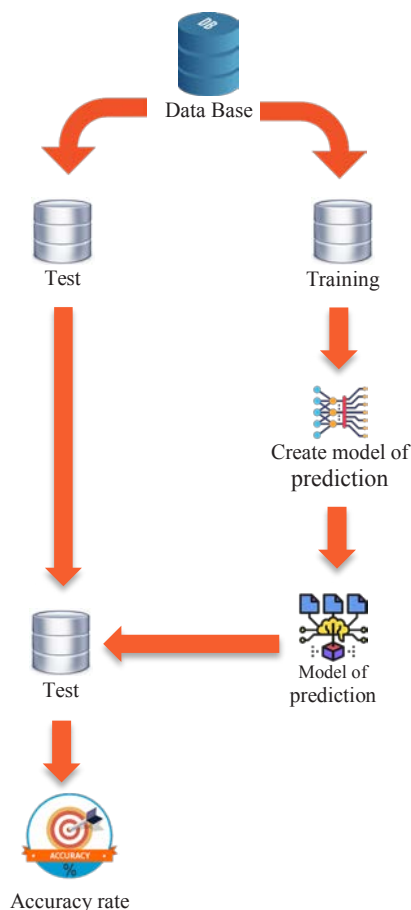 DB
Data Base
Test
Training
Create model of
prediction
Test
Model of
prediction
ACCURACY
%
Accuracy rate